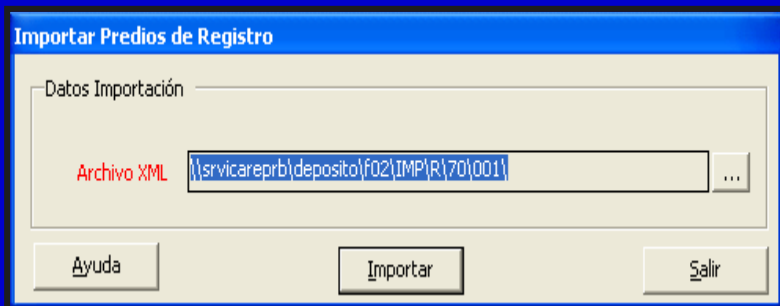 Importar Predios de Registro
Datos Importación
Archivo XML \\srvicareprb\deposito\f02\IMP\R\70\001\ ...
Ayuda Importar Salir